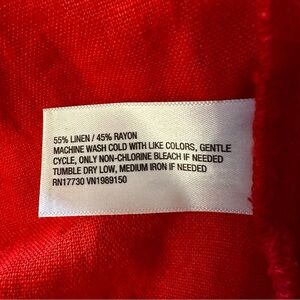 55% LINEN / 45% RAYON
MACHINE WASH COLD WITH LIKE COLORS, GENTLE
CYCLE, ONLY NON-CHLORINE BLEACH IF NEEDED
TUMBLE DRY LOW, MEDIUM IRON IF NEEDED
RN17730 VN1989150